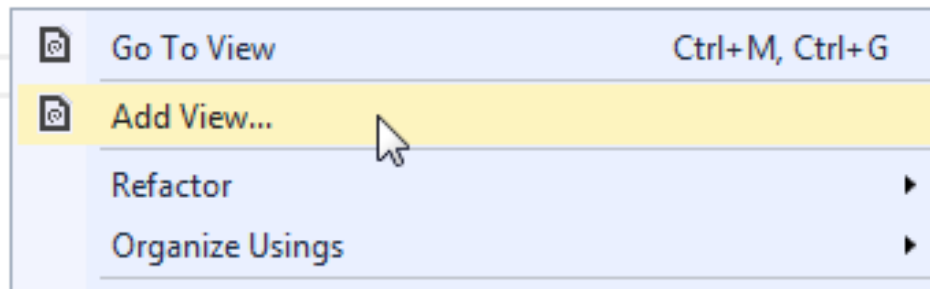 Go To View Ctrl+M, Ctrl+G
Add View...
Refactor
Organize Usings